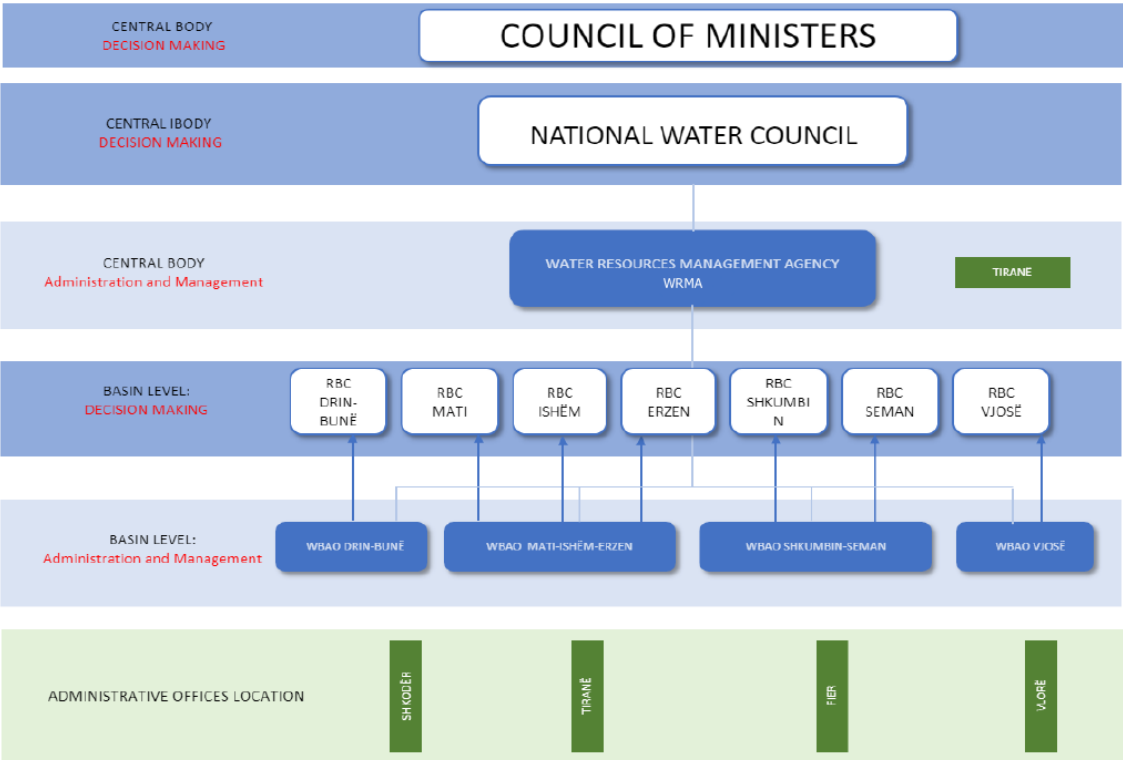 CENTRAL BODY
DECISION MAKING
COUNCIL OF MINISTERS
CENTRAL IBODY
DECISION MAKING
NATIONAL WATER COUNCIL
CENTRAL BODY
Administration and Management
WATER RESOURCES MANAGEMENT AGENCY
WRMA
TIRANË
BASIN LEVEL:
DECISION MAKING
RBC
DRIN-
BUNË
RBC
MATI
RBC
ISHËM
RBC
ERZEN
RBC
SHKUMBI
N
RBC
SEMAN
RBC
VJOSË
BASIN LEVEL:
Administration and Management
WBAO DRIN-BUNË
WBAO MATI-ISHËM-ERZEN
WBAO SHKUMBIN-SEMAN
WBAO VJOSË
ADMINISTRATIVE OFFICES LOCATION
SHKODËR
TIRANË
FIER
VLORË